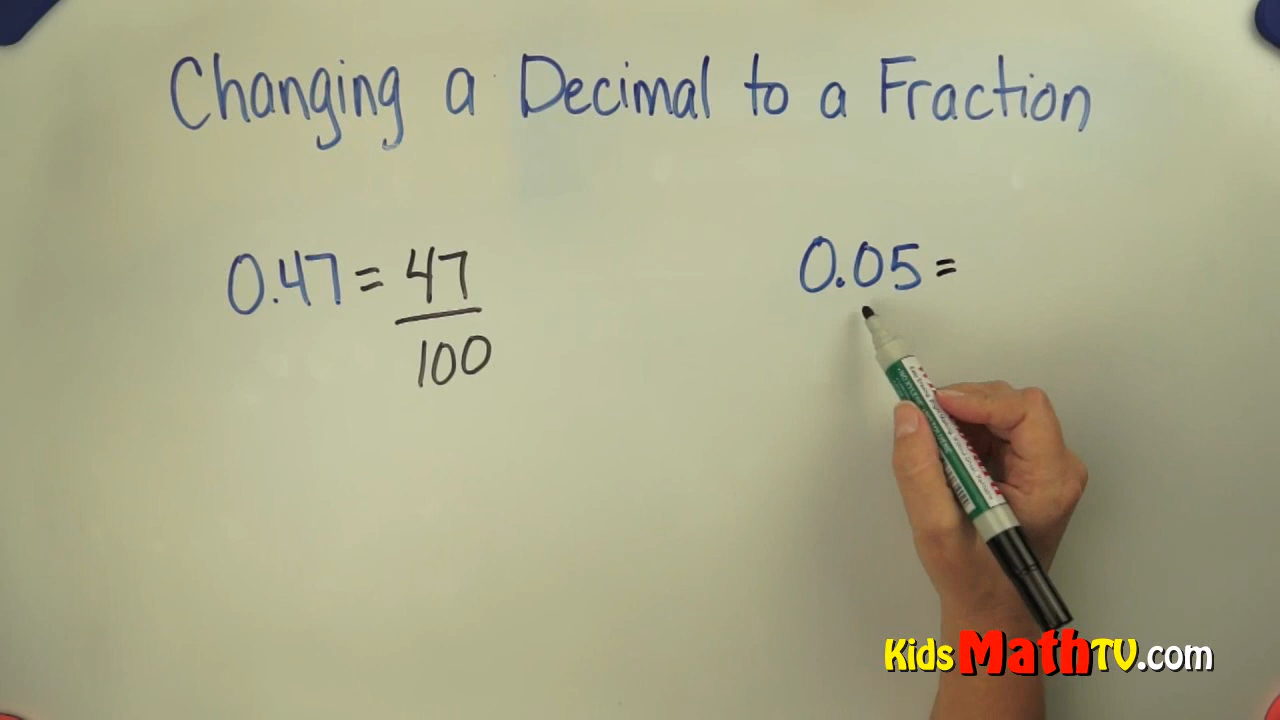 Changing a Decimal to a Fraction
0.47 = 47
100
0.05 =
KidsMathTV.com